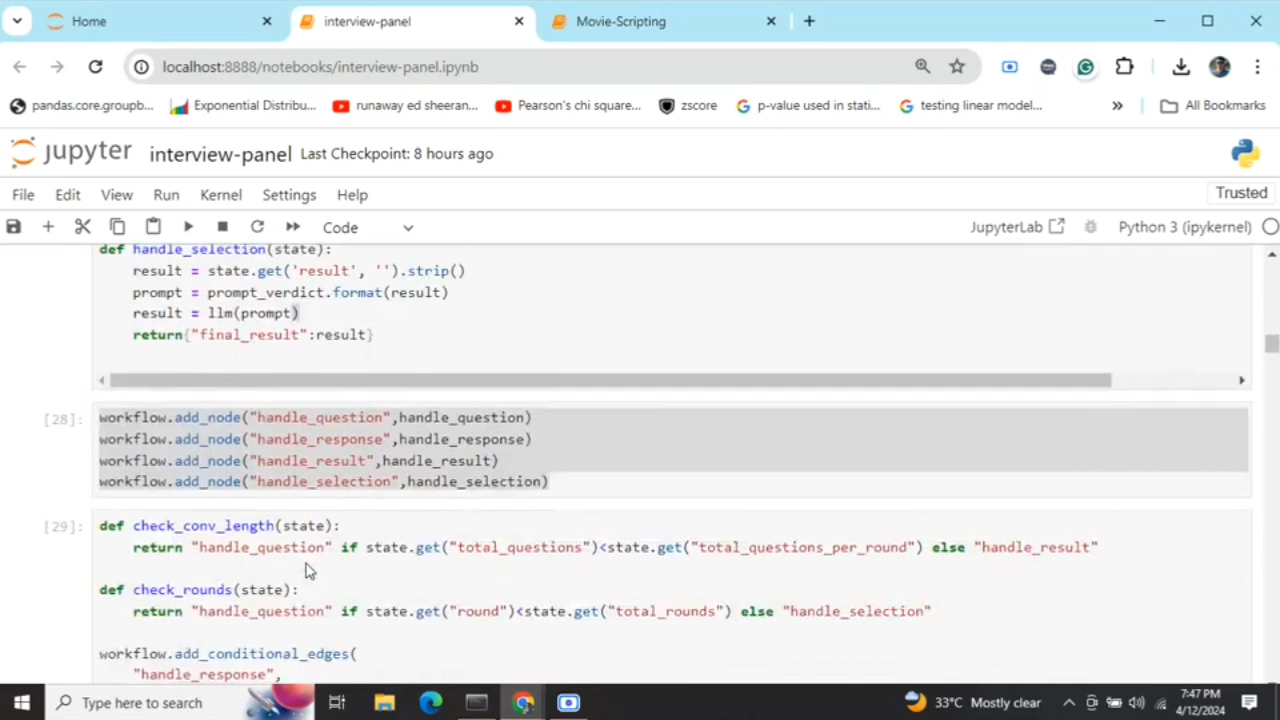 Home
interview-panel
Movie-Scripting
localhost:8888/notebooks/interview-panel.ipynb
pandas.core.groupb...
Exponential Distribu...
runaway ed sheeran...
Pearson's chi square...
zscore
p-value used in stati...
testing linear model...
All Bookmarks
jupyter interview-panel Last Checkpoint: 8 hours ago
File Edit View Run Kernel Settings Help
Trusted
Code
JupyterLab
Python 3 (ipykernel)
def handle_selection(state):
    result = state.get('result', '').strip()
    prompt = prompt_verdict.format(result)
    result = llm(prompt)
    return{"final_result":result}
[28]:
workflow.add_node("handle_question",handle_question)
workflow.add_node("handle_response",handle_response)
workflow.add_node("handle_result",handle_result)
workflow.add_node("handle_selection",handle_selection)
[29]:
def check_conv_length(state):
    return "handle_question" if state.get("total_questions")<state.get("total_questions_per_round") else "handle_result"
def check_rounds(state):
    return "handle_question" if state.get("round")<state.get("total_rounds") else "handle_selection"
workflow.add_conditional_edges(
    "handle_response",
Type here to search
33°C Mostly clear
7:47 PM
4/12/2024